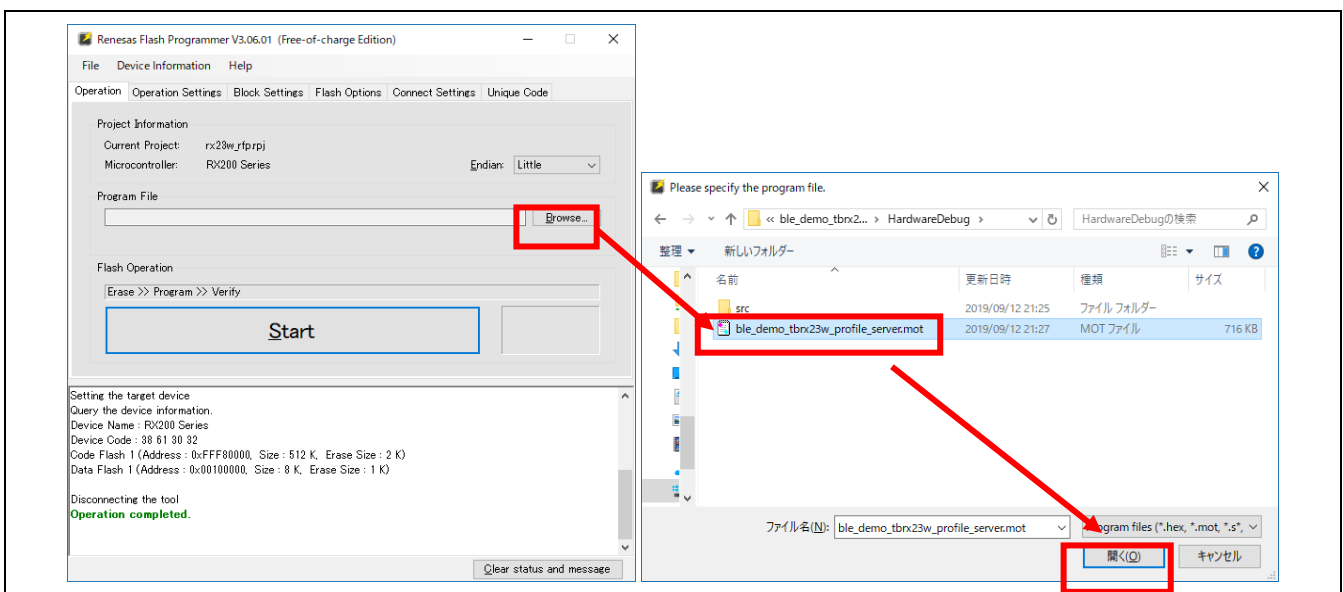 Renesas Flash Programmer V3.06.01 (Free-of-charge Edition)
File Device Information Help
Operation Operation Settings Block Settings Flash Options Connect Settings Unique Code
Project Information
Current Project: rx23w_rfp.rpj
Microcontroller: RX200 Series
Endian: Little
Program File
Browse...
Flash Operation
Erase >> Program >> Verify
Start
Setting the target device
Query the device information.
Device Name : RX200 Series
Device Code : 38 61 30 32
Code Flash 1 (Address : 0xFFF80000, Size : 512 K, Erase Size : 2 K)
Data Flash 1 (Address : 0x00100000, Size : 8 K, Erase Size : 1 K)
Disconnecting the tool
Operation completed.
Clear status and message
Please specify the program file.
« ble_demo_tbrx2... > HardwareDebug >
HardwareDebugの検索
整理 新しいフォルダー
名前 更新日時 種類 サイズ
src 2019/09/12 21:25 ファイル フォルダー
ble_demo_tbrx23w_profile_server.mot 2019/09/12 21:27 MOT ファイル 716 KB
ファイル名(N): ble_demo_tbrx23w_profile_server.mot
Program files (*.hex, *.mot, *.s*,
開く(O) キャンセル